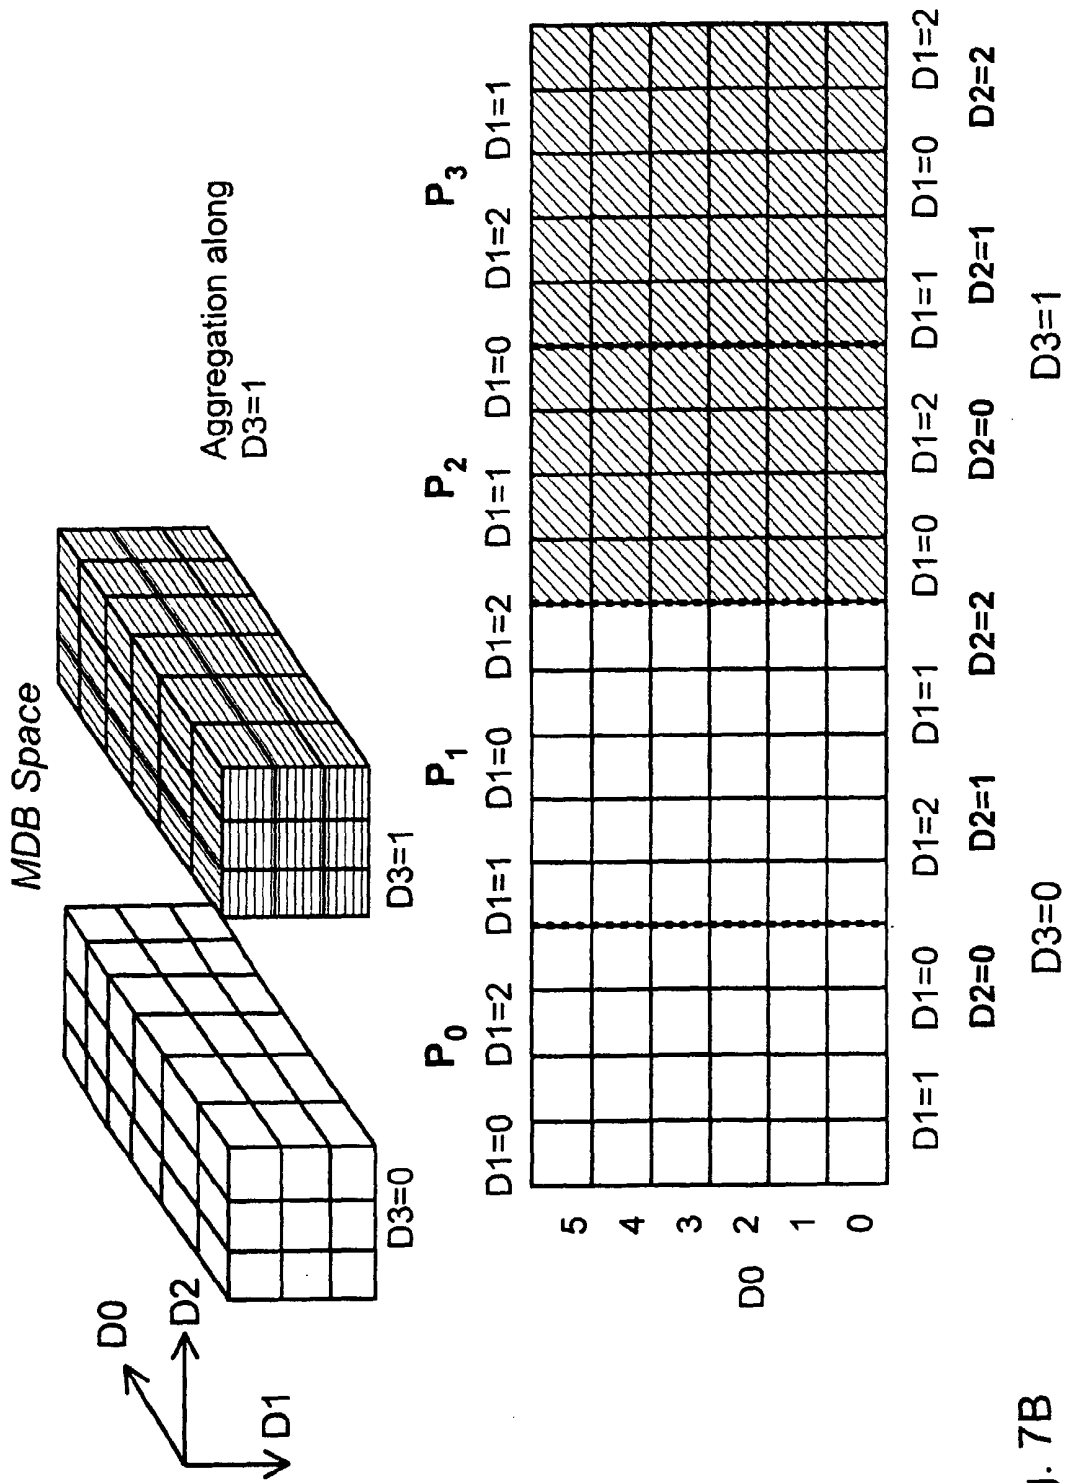 MDB Space
D0
D2
Aggregation along
D3=1
D1
D3=0 D3=1
P₀ P₁ P₂ P₃
D1=0 D1=2 D1=1 D1=0 D1=2 D1=1 D1=0 D1=2 D1=1
5
4
3
D0 2
1
0
D1=1 D1=0 D1=2 D1=1 D1=0 D1=2 D1=1 D1=0 D1=2
D2=0 D2=1 D2=2 D2=0 D2=1 D2=2
D3=0 D3=1
g. 7B